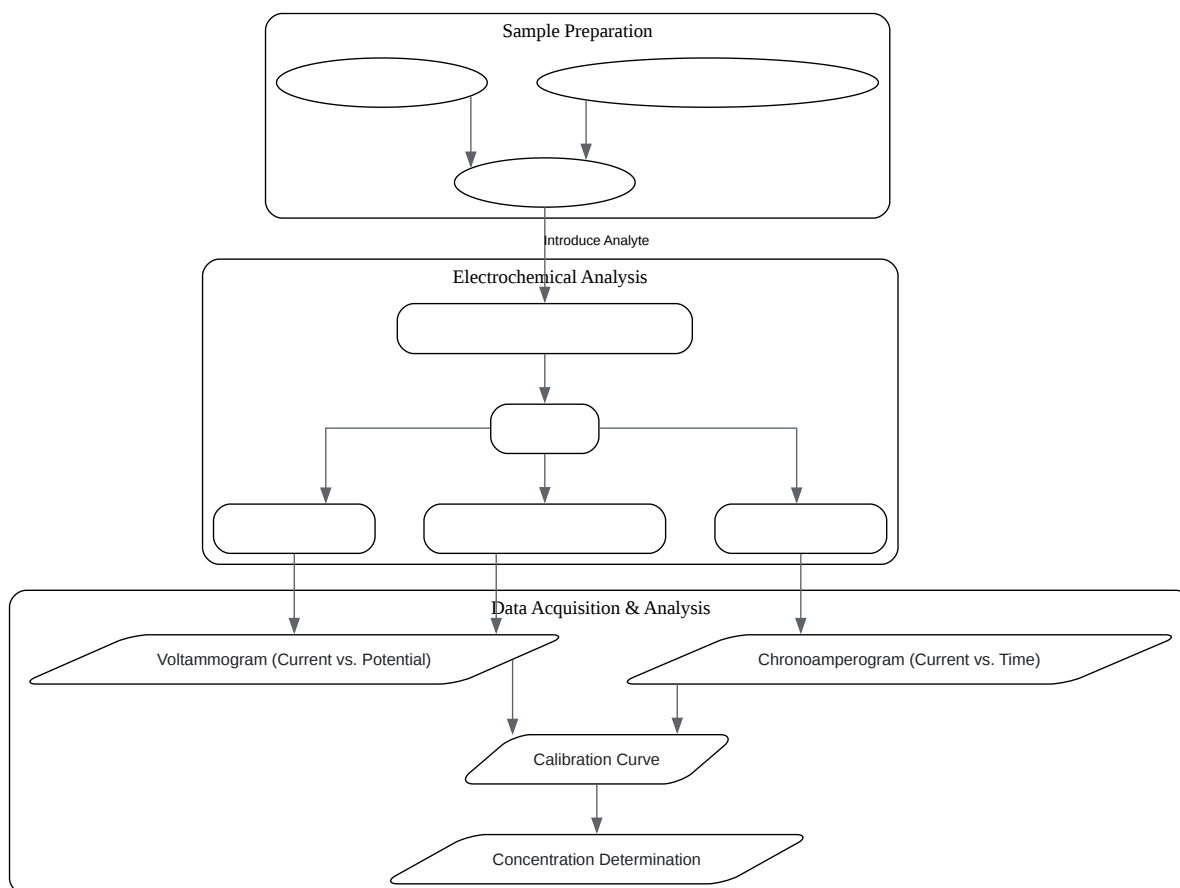 Sample Preparation
Introduce Analyte
Electrochemical Analysis
Data Acquisition & Analysis
Voltammogram (Current vs. Potential)
Chronoamperogram (Current vs. Time)
Calibration Curve
Concentration Determination